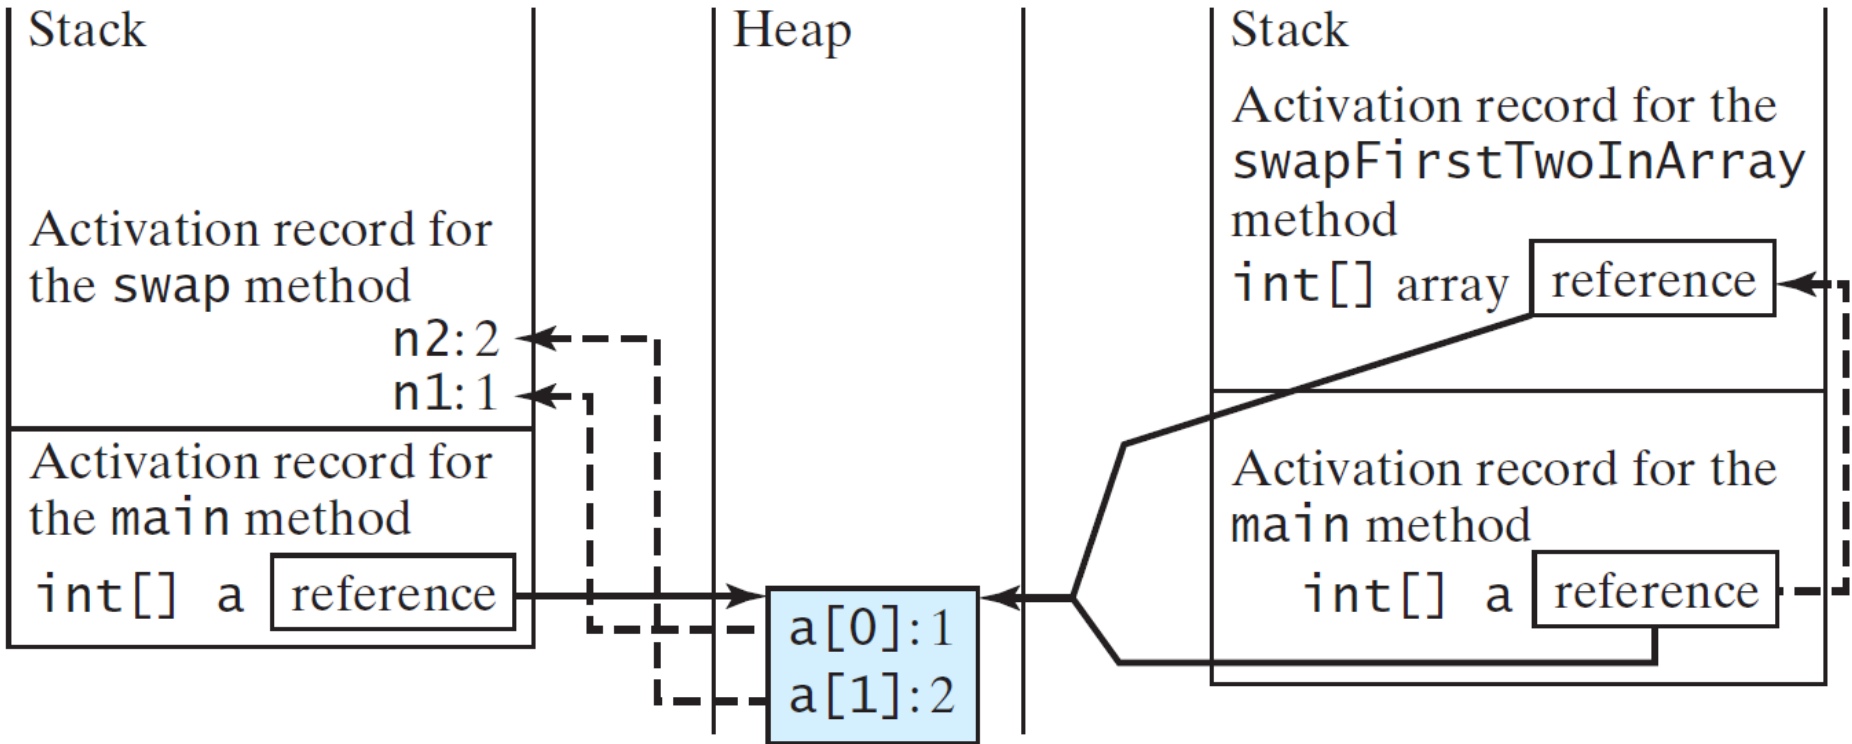 Stack
Activation record for
the swap method
n2: 2
n1: 1
Activation record for
the main method
int[] a reference
Heap
a[0]: 1
a[1]: 2
Stack
Activation record for the
swapFirstTwoInArray
method
int[] array reference
Activation record for the
main method
int[] a reference